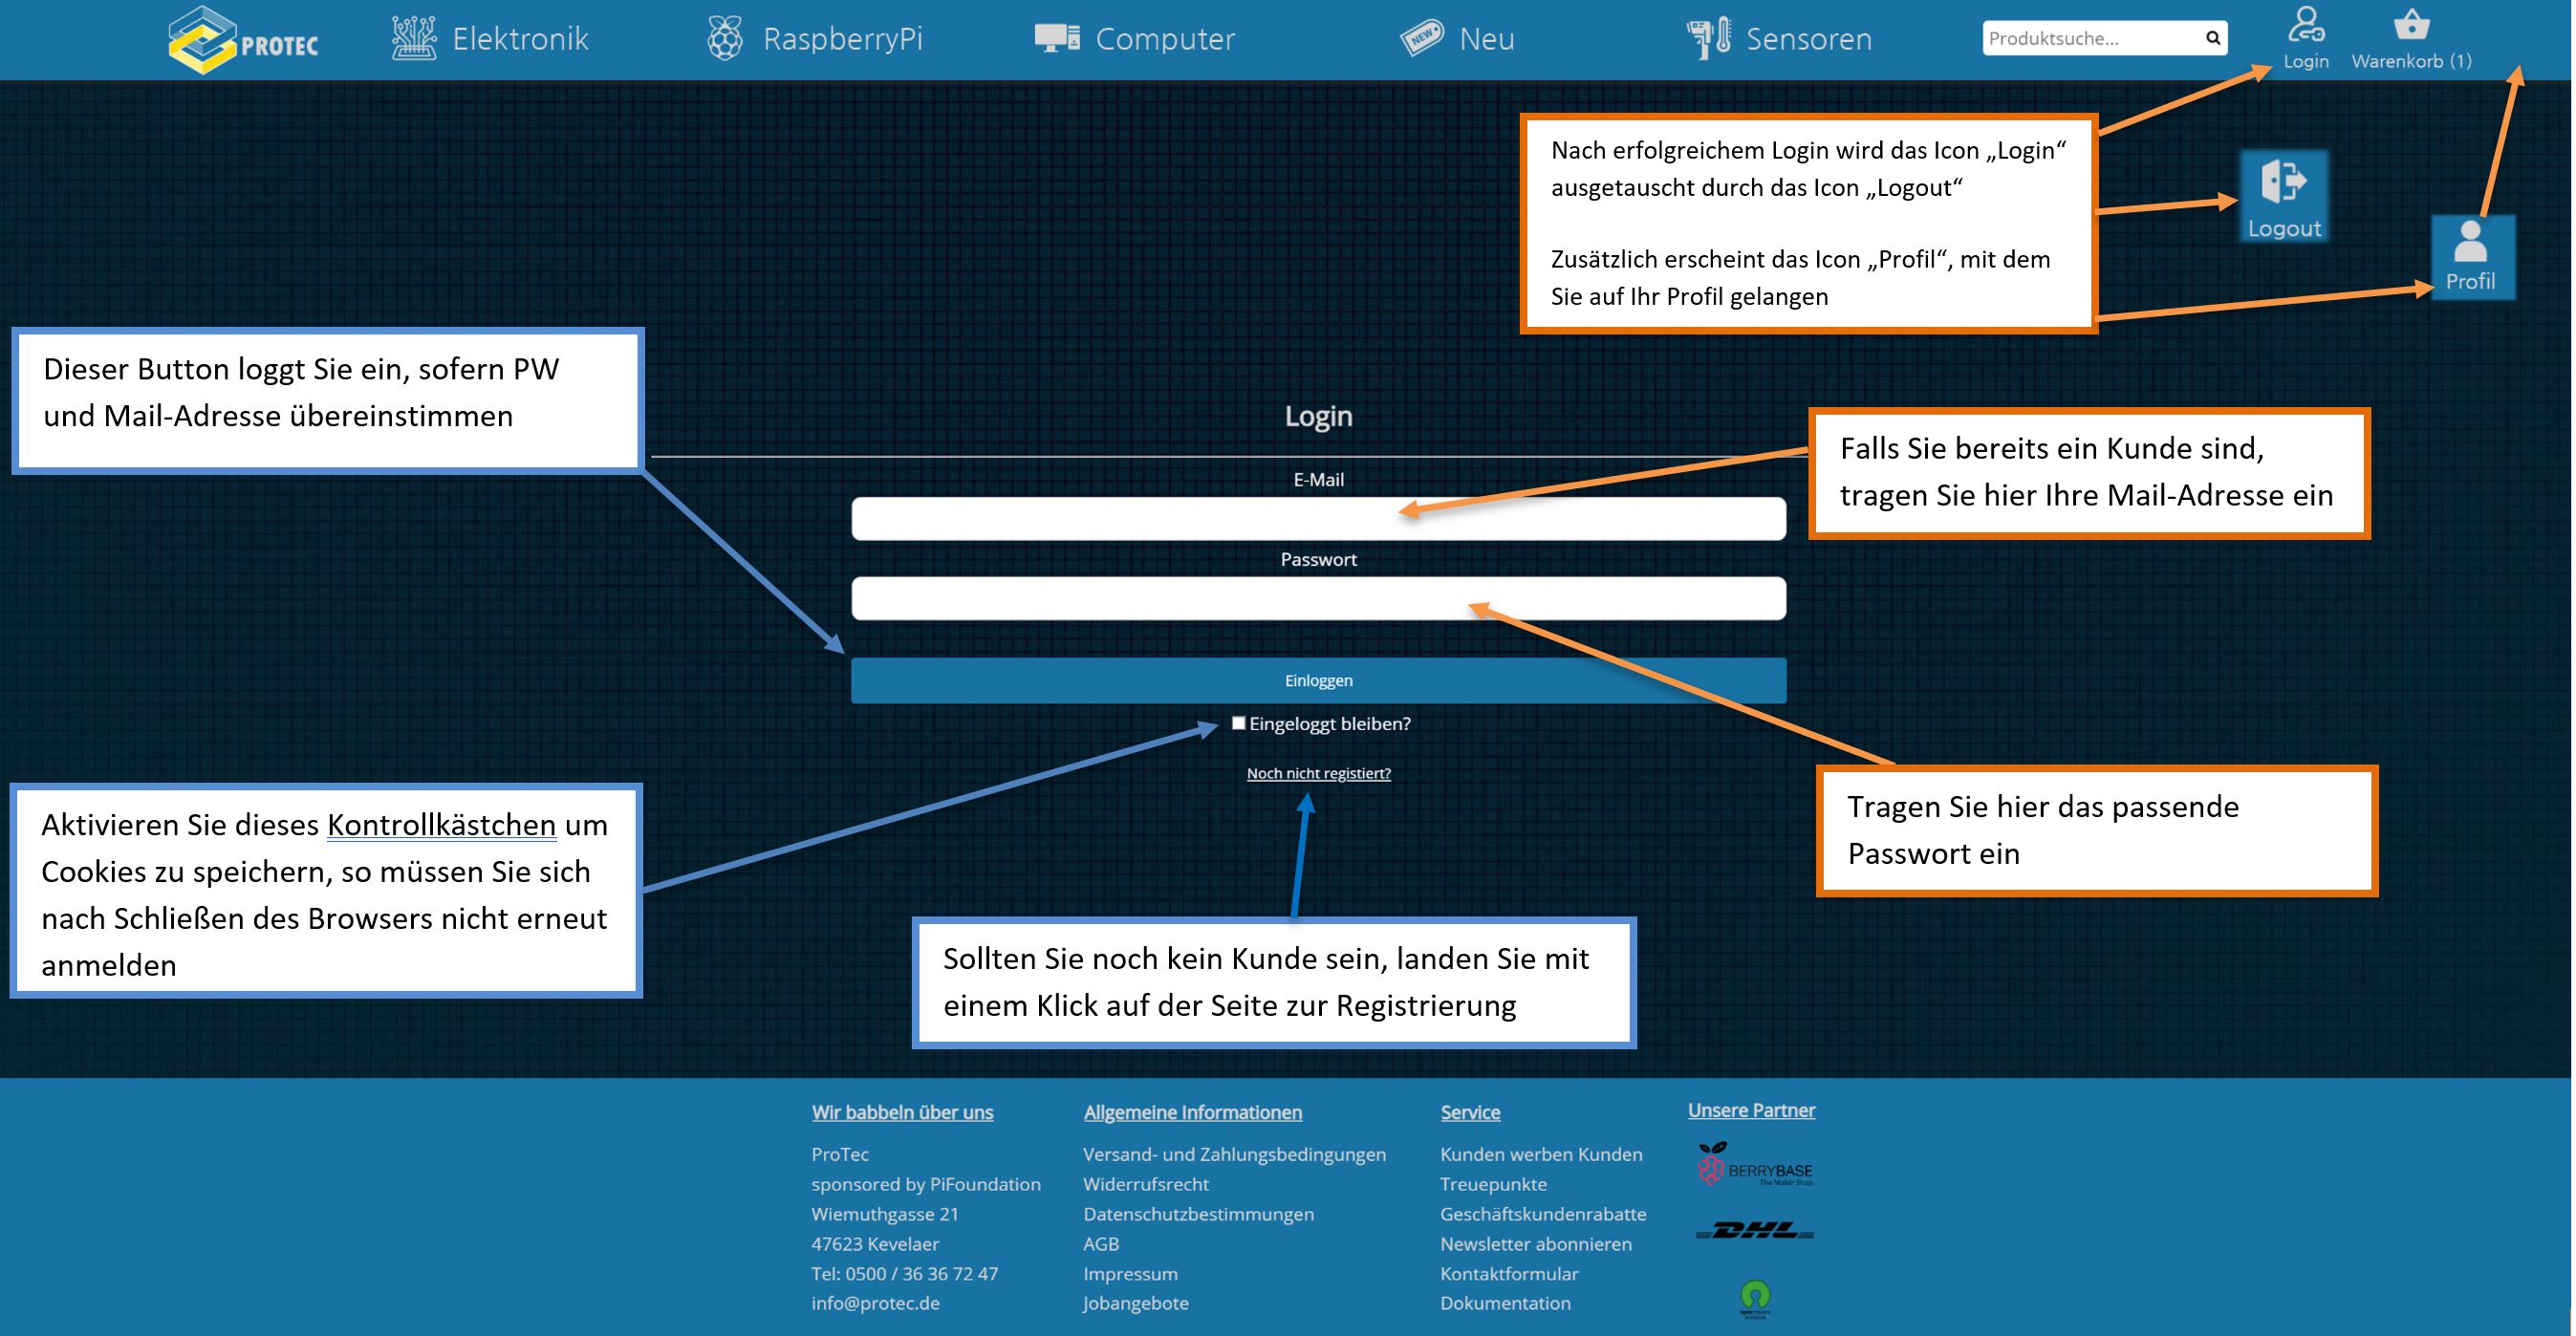 PROTEC
Elektronik
RaspberryPi
Computer
NEW
Neu
Sensoren
Produktsuche...
Login
Warenkorb (1)
Nach erfolgreichem Login wird das Icon „Login“
ausgetauscht durch das Icon „Logout“
Zusätzlich erscheint das Icon „Profil“, mit dem
Sie auf Ihr Profil gelangen
Logout
Profil
Dieser Button loggt Sie ein, sofern PW
und Mail-Adresse übereinstimmen
Login
E-Mail
Falls Sie bereits ein Kunde sind,
tragen Sie hier Ihre Mail-Adresse ein
Passwort
Einloggen
Eingeloggt bleiben?
Noch nicht registiert?
Tragen Sie hier das passende
Passwort ein
Aktivieren Sie dieses Kontrollkästchen um
Cookies zu speichern, so müssen Sie sich
nach Schließen des Browsers nicht erneut
anmelden
Sollten Sie noch kein Kunde sein, landen Sie mit
einem Klick auf der Seite zur Registrierung
Wir babbeln über uns
ProTec
sponsored by PiFoundation
Wiemuthgasse 21
47623 Kevelaer
Tel: 0500 / 36 36 72 47
info@protec.de
Allgemeine Informationen
Versand- und Zahlungsbedingungen
Widerrufsrecht
Datenschutzbestimmungen
AGB
Impressum
Jobangebote
Service
Kunden werben Kunden
Treuepunkte
Geschäftskundenrabatte
Newsletter abonnieren
Kontaktformular
Dokumentation
Unsere Partner
BERRYBASE
The Maker Shop
DHL
open source
initiative